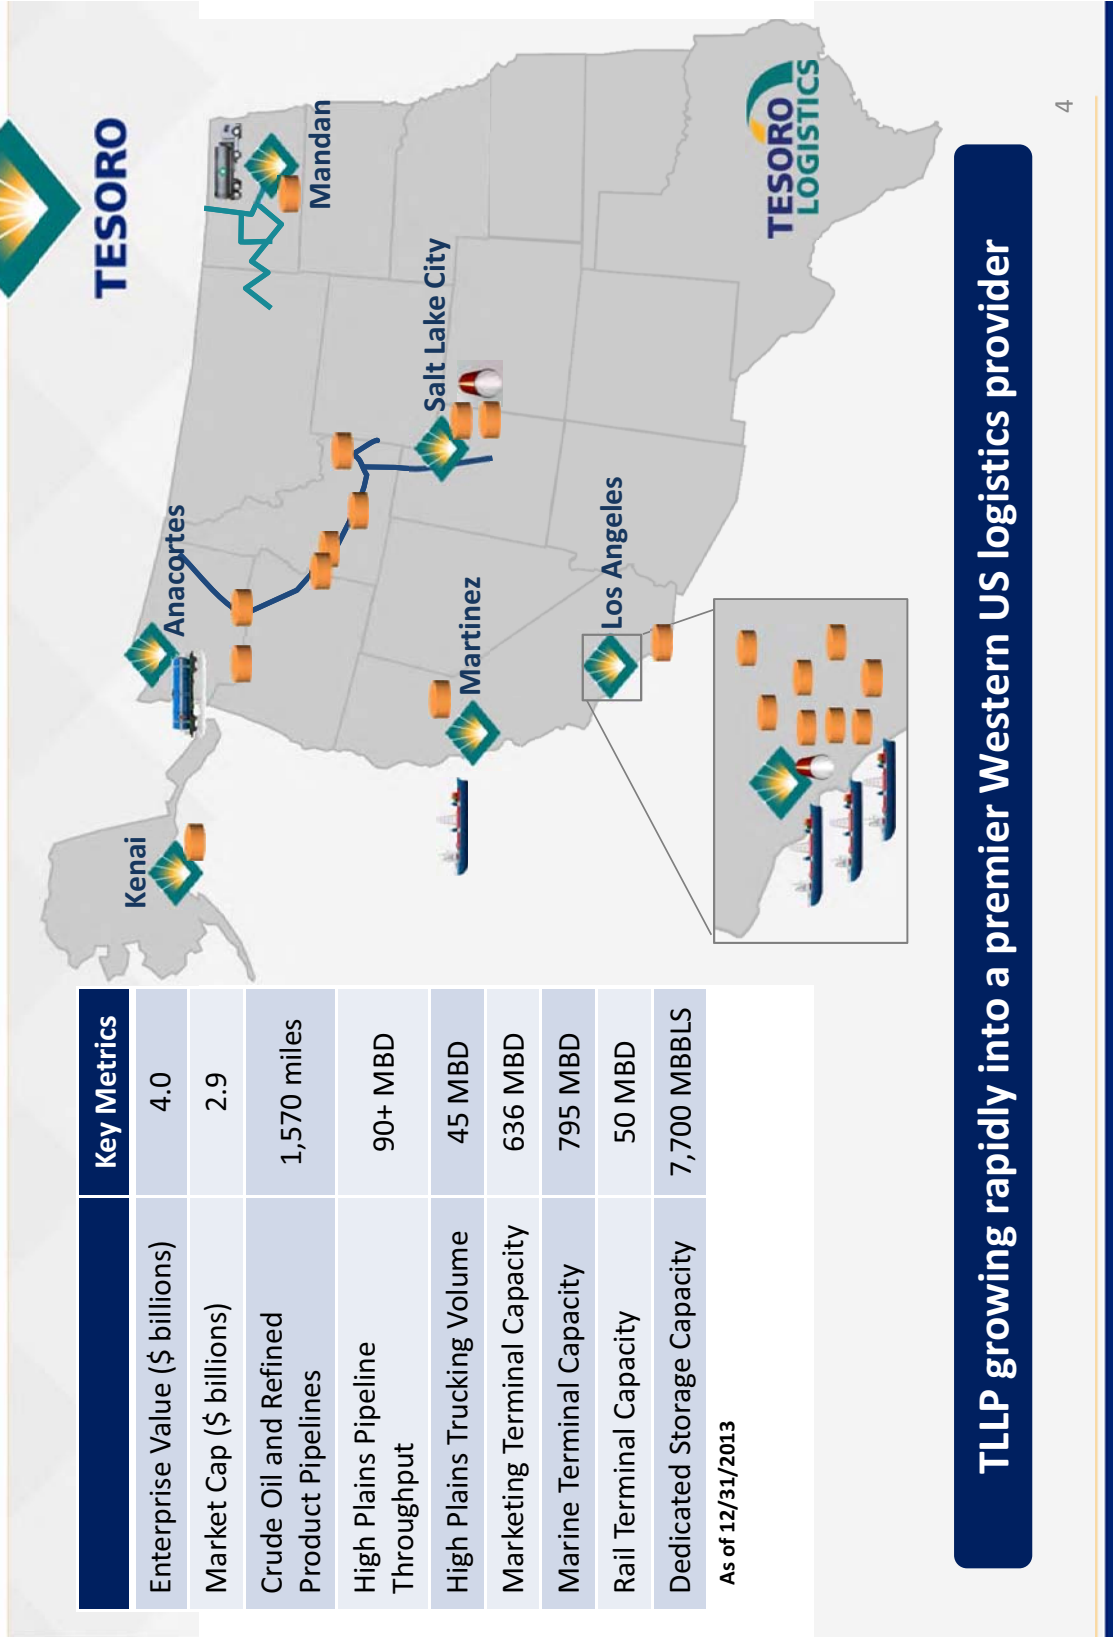 TESORO
Key Metrics
Enterprise Value ($ billions) 4.0
Market Cap ($ billions) 2.9
Crude Oil and Refined
Product Pipelines 1,570 miles
High Plains Pipeline
Throughput 90+ MBD
High Plains Trucking Volume 45 MBD
Marketing Terminal Capacity 636 MBD
Marine Terminal Capacity 795 MBD
Rail Terminal Capacity 50 MBD
Dedicated Storage Capacity 7,700 MBBLS
As of 12/31/2013
Kenai
Anacortes
Mandan
Salt Lake City
Martinez
Los Angeles
TESORO
LOGISTICS
TLLP growing rapidly into a premier Western US logistics provider
4